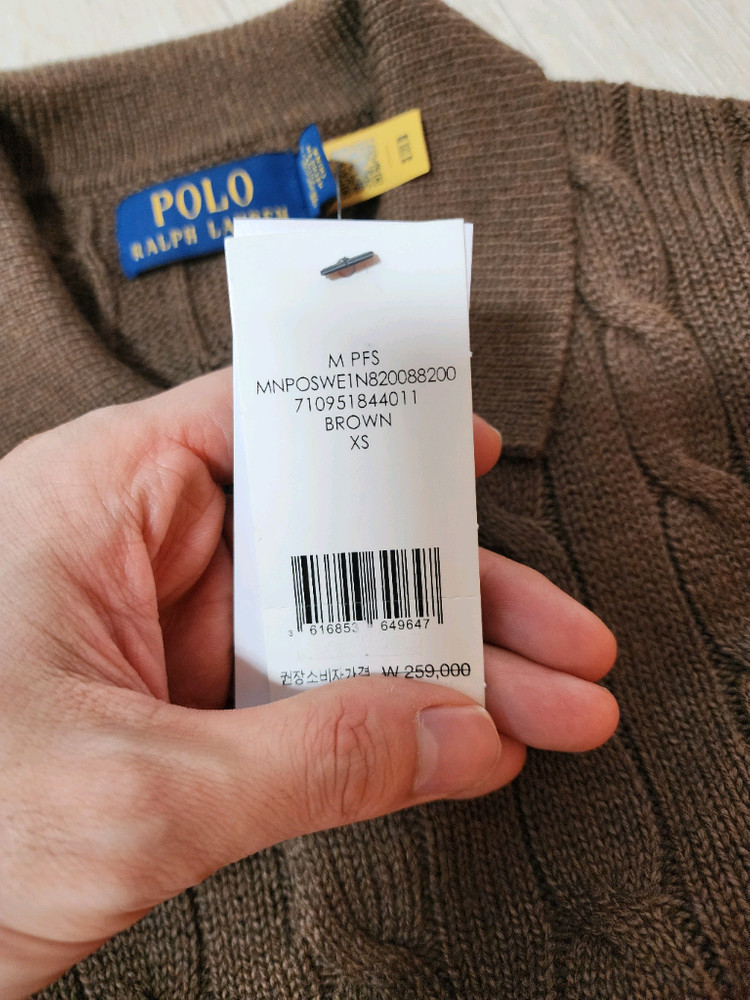 POLO
RALPH LAUREN
M PFS
MNPOSWE1N820088200
710951844011
BROWN
XS
3 616853 649647
권장소비자가격 ₩ 259,000